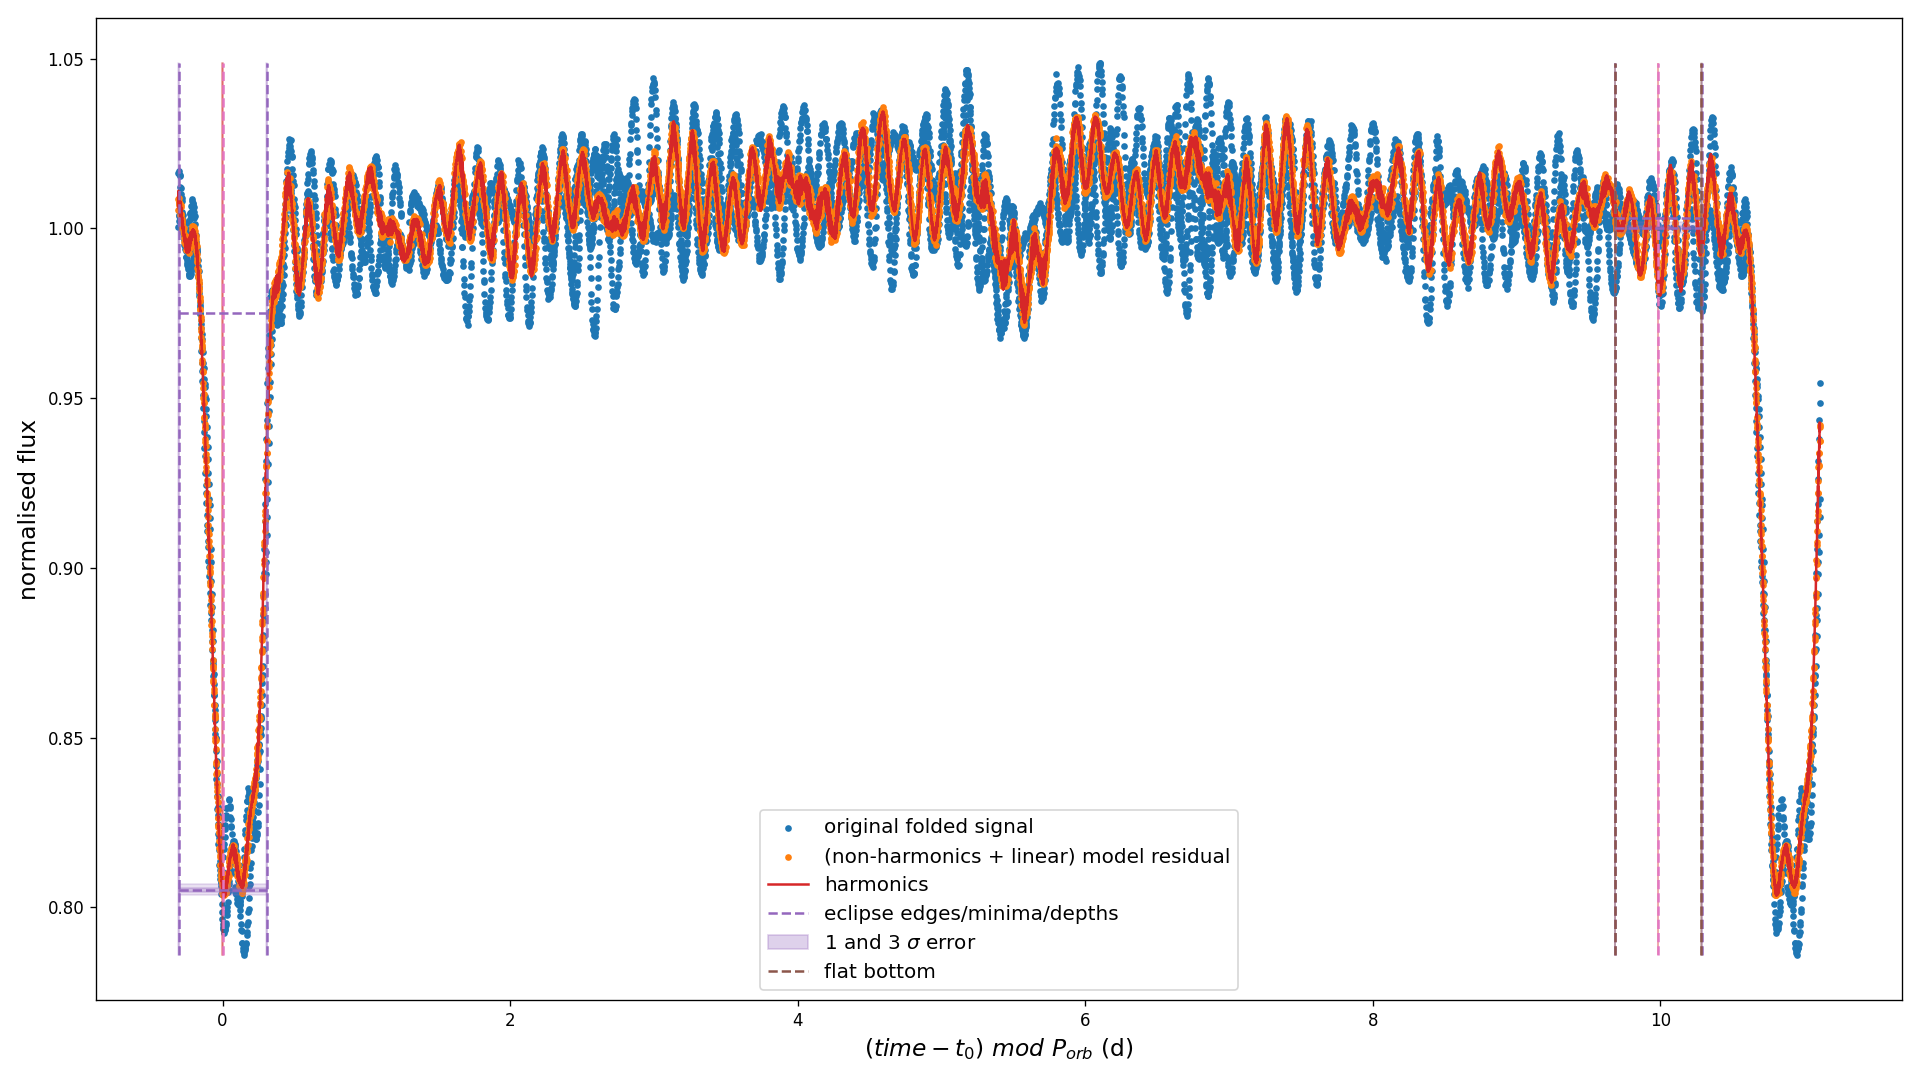 1.05
1.00
0.95
0.90
0.85
0.80
normalised flux
original folded signal
(non-harmonics + linear) model residual
harmonics
eclipse edges/minima/depths
1 and 3 σ error
flat bottom
0 2 4 6 8 10
(time − t₀) mod Pₒᵣᵦ (d)